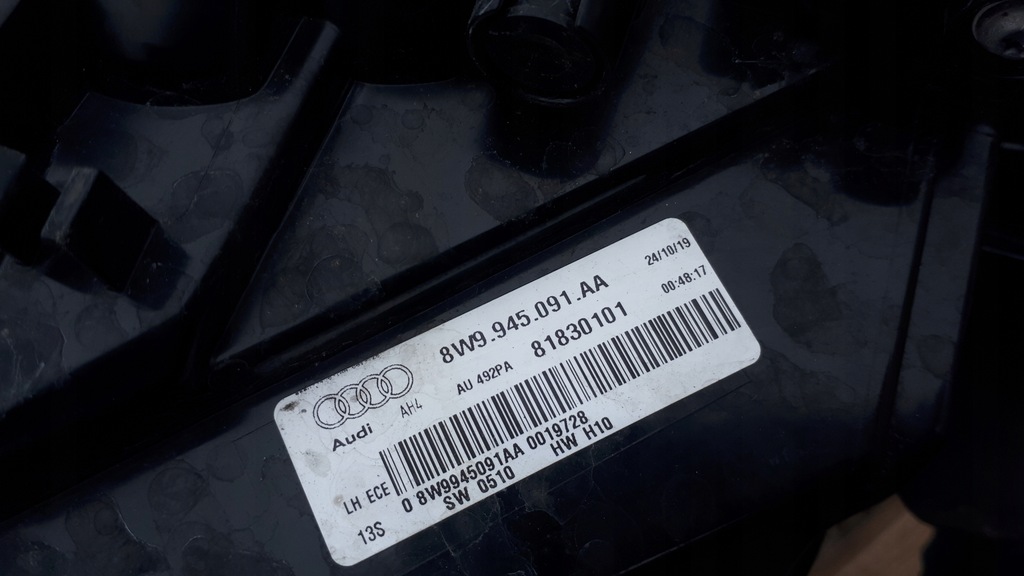 8W9.945.091.AA 24/10/19
AU 492PA 81830101 00:48:17
Audi AH4
LH ECE
0 8W9945091AA 0019728
13S SW 0510 HW H10